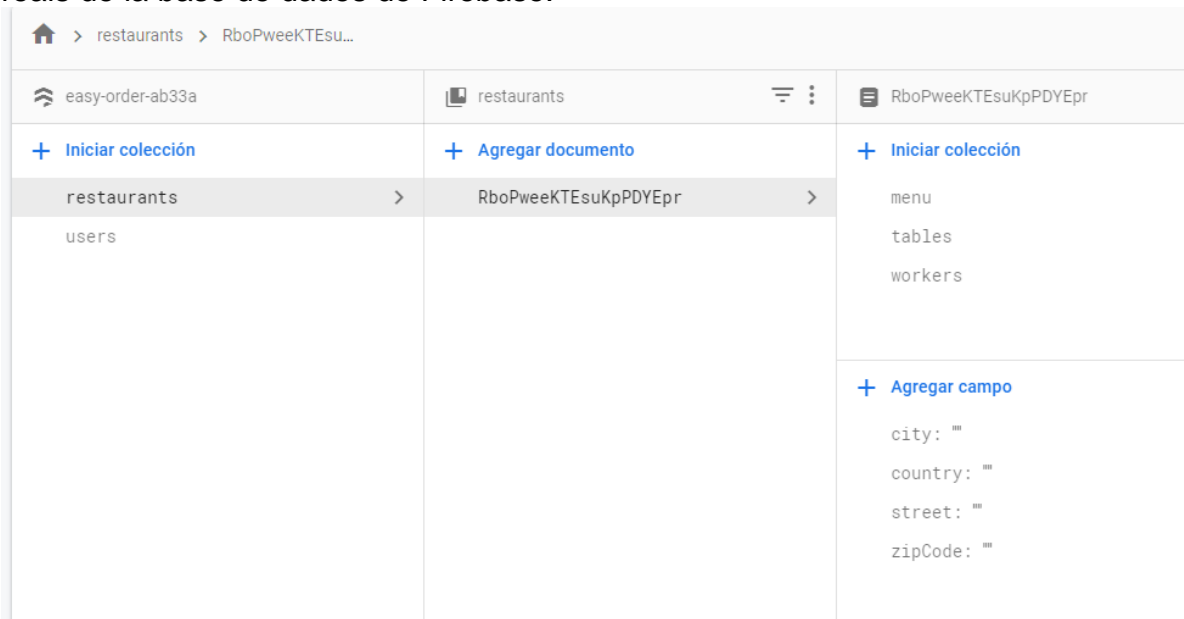 restaurants > RboPweeKTEsu...
easy-order-ab33a
restaurants
RboPweeKTEsuKpPDYEpr
+ Iniciar colección
+ Agregar documento
+ Iniciar colección
restaurants
RboPweeKTEsuKpPDYEpr
menu
users
tables
workers
+ Agregar campo
city: ""
country: ""
street: ""
zipCode: ""